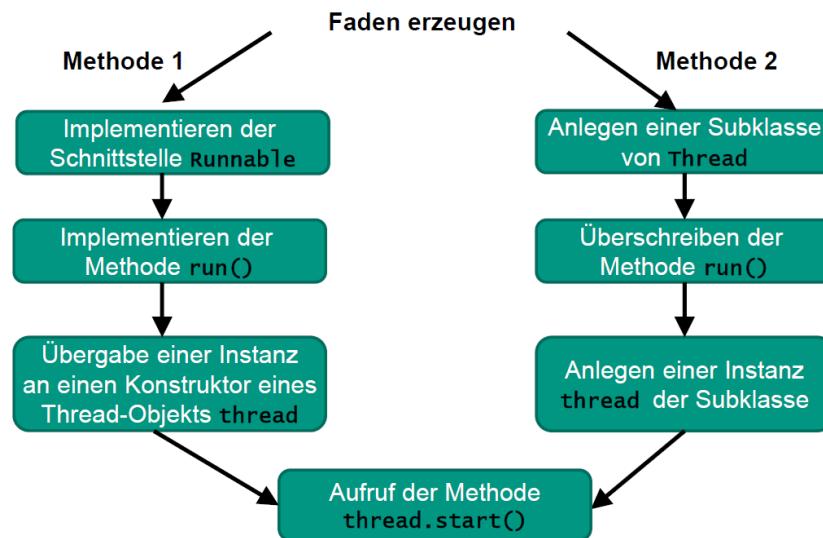 Faden erzeugen
Methode 1
Implementieren der
Schnittstelle Runnable
Implementieren der
Methode run()
Übergabe einer Instanz
an einen Konstruktor eines
Thread-Objekts thread
Methode 2
Anlegen einer Subklasse
von Thread
Überschreiben der
Methode run()
Anlegen einer Instanz
thread der Subklasse
Aufruf der Methode
thread.start()